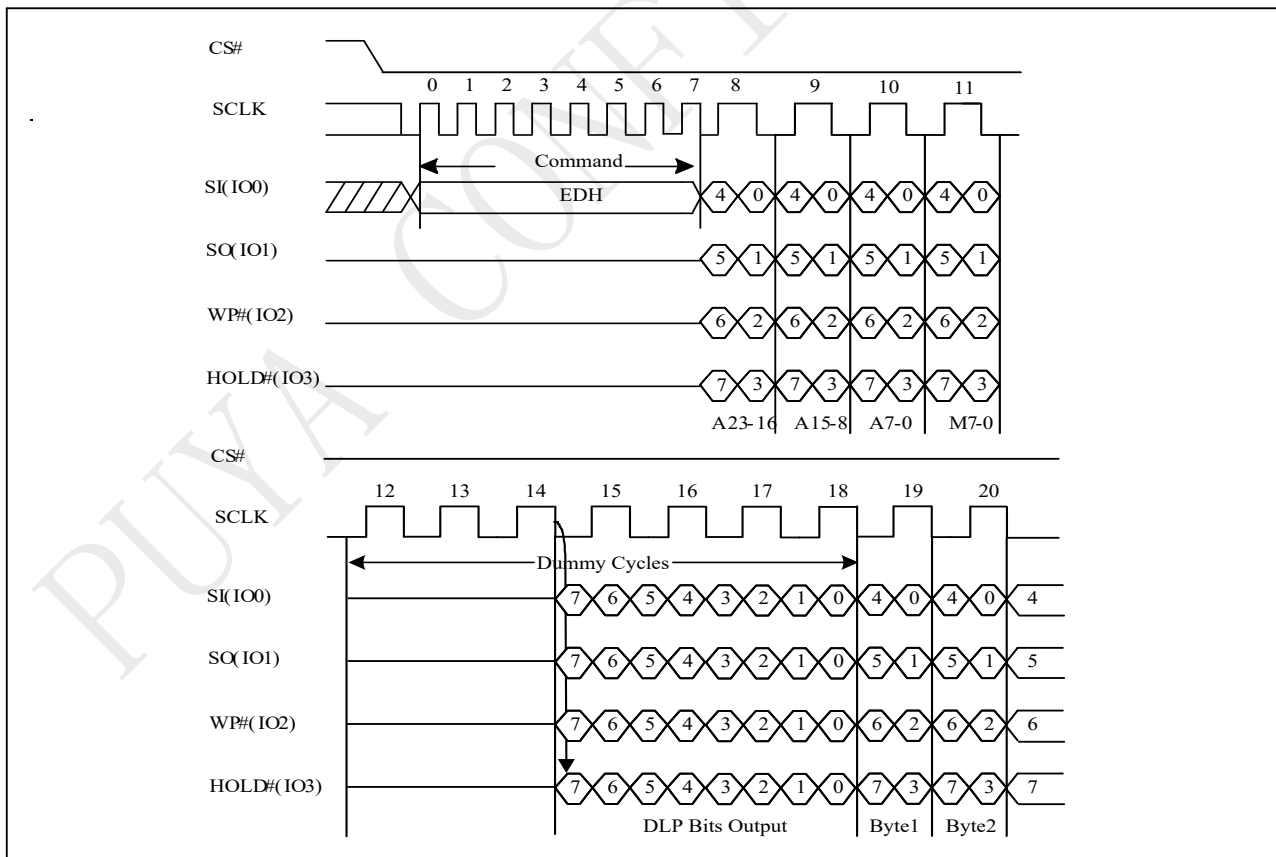 CS#
0 1 2 3 4 5 6 7 8 9 10 11
SCLK
Command
SI(IO0) EDH 4 0 4 0 4 0 4 0
SO(IO1) 5 1 5 1 5 1 5 1
WP#(IO2) 6 2 6 2 6 2 6 2
HOLD#(IO3) 7 3 7 3 7 3 7 3
A23-16 A15-8 A7-0 M7-0
CS#
12 13 14 15 16 17 18 19 20
SCLK
Dummy Cycles
SI(IO0) 7 6 5 4 3 2 1 0 4 0 4 0 4
SO(IO1) 7 6 5 4 3 2 1 0 5 1 5 1 5
WP#(IO2) 7 6 5 4 3 2 1 0 6 2 6 2 6
HOLD#(IO3) 7 6 5 4 3 2 1 0 7 3 7 3 7
DLP Bits Output Byte1 Byte2
PUYA